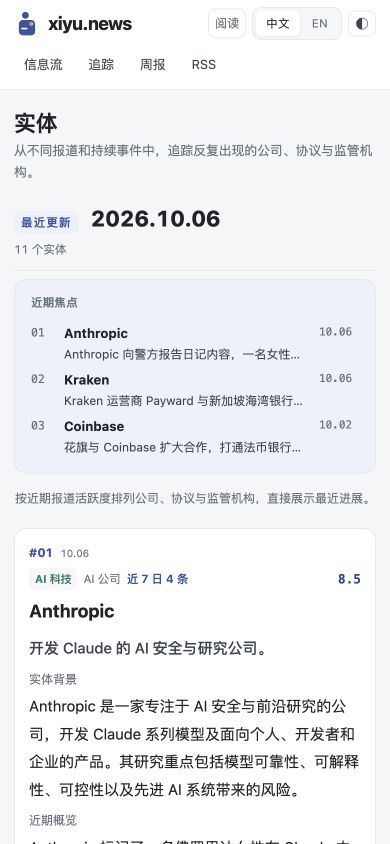 xiyu.news
阅读
中文
EN
信息流
追踪
周报
RSS
实体
从不同报道和持续事件中，追踪反复出现的公司、协议与监管机
构。
最近更新 2026.10.06
11 个实体
近期焦点
01 Anthropic 10.06
Anthropic 向警方报告日记内容，一名女性...
02 Kraken 10.06
Kraken 运营商 Payward 与新加坡海湾银行...
03 Coinbase 10.02
花旗与 Coinbase 扩大合作，打通法币银行...
按近期报道活跃度排列公司、协议与监管机构，直接展示最近进展。
#01 10.06
AI 科技 AI 公司 近 7 日 4 条 8.5
Anthropic
开发 Claude 的 AI 安全与研究公司。
实体背景
Anthropic 是一家专注于 AI 安全与前沿研究的公
司，开发 Claude 系列模型及面向个人、开发者和
企业的产品。其研究重点包括模型可靠性、可解释
性、可控性以及先进 AI 系统带来的风险。
近期概览